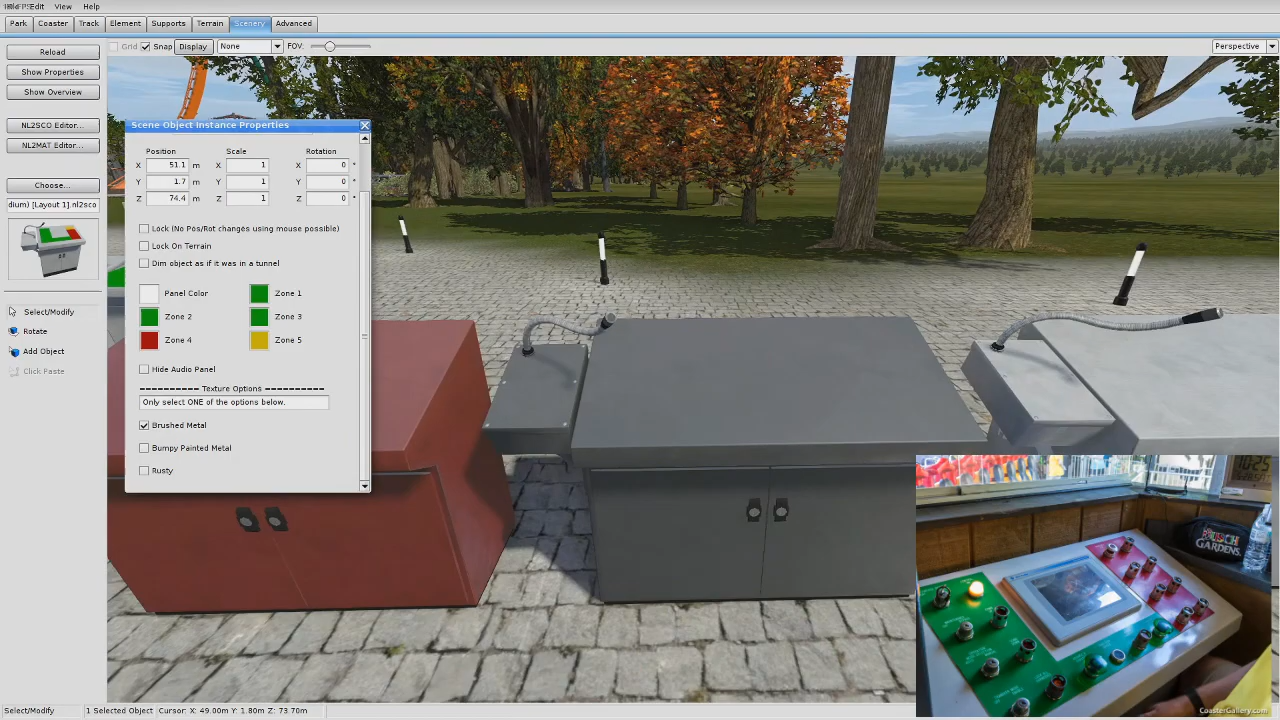 Edit View Help
Park Coaster Track Element Supports Terrain Scenery Advanced
Reload
Show Properties
Show Overview
NL2SCO Editor...
NL2MAT Editor...
Choose...
dium) [Layout 1].nl2sco
Select/Modify
Rotate
Add Object
Click Paste
Grid Snap Display None FOV: Perspective
Scene Object Instance Properties
Position Scale Rotation
X 51.1 m X 1 X 0 °
Y 1.7 m Y 1 Y 0 °
Z 74.4 m Z 1 Z 0 °
Lock (No Pos/Rot changes using mouse possible)
Lock On Terrain
Dim object as if it was in a tunnel
Panel Color Zone 1
Zone 2 Zone 3
Zone 4 Zone 5
Hide Audio Panel
========== Texture Options ==========
Only select ONE of the options below.
Brushed Metal
Bumpy Painted Metal
Rusty
BUSCH
GARDENS
CoasterGallery.com
Select/Modify 1 Selected Object Cursor: X: 49.00m Y: 1.80m Z: 73.70m